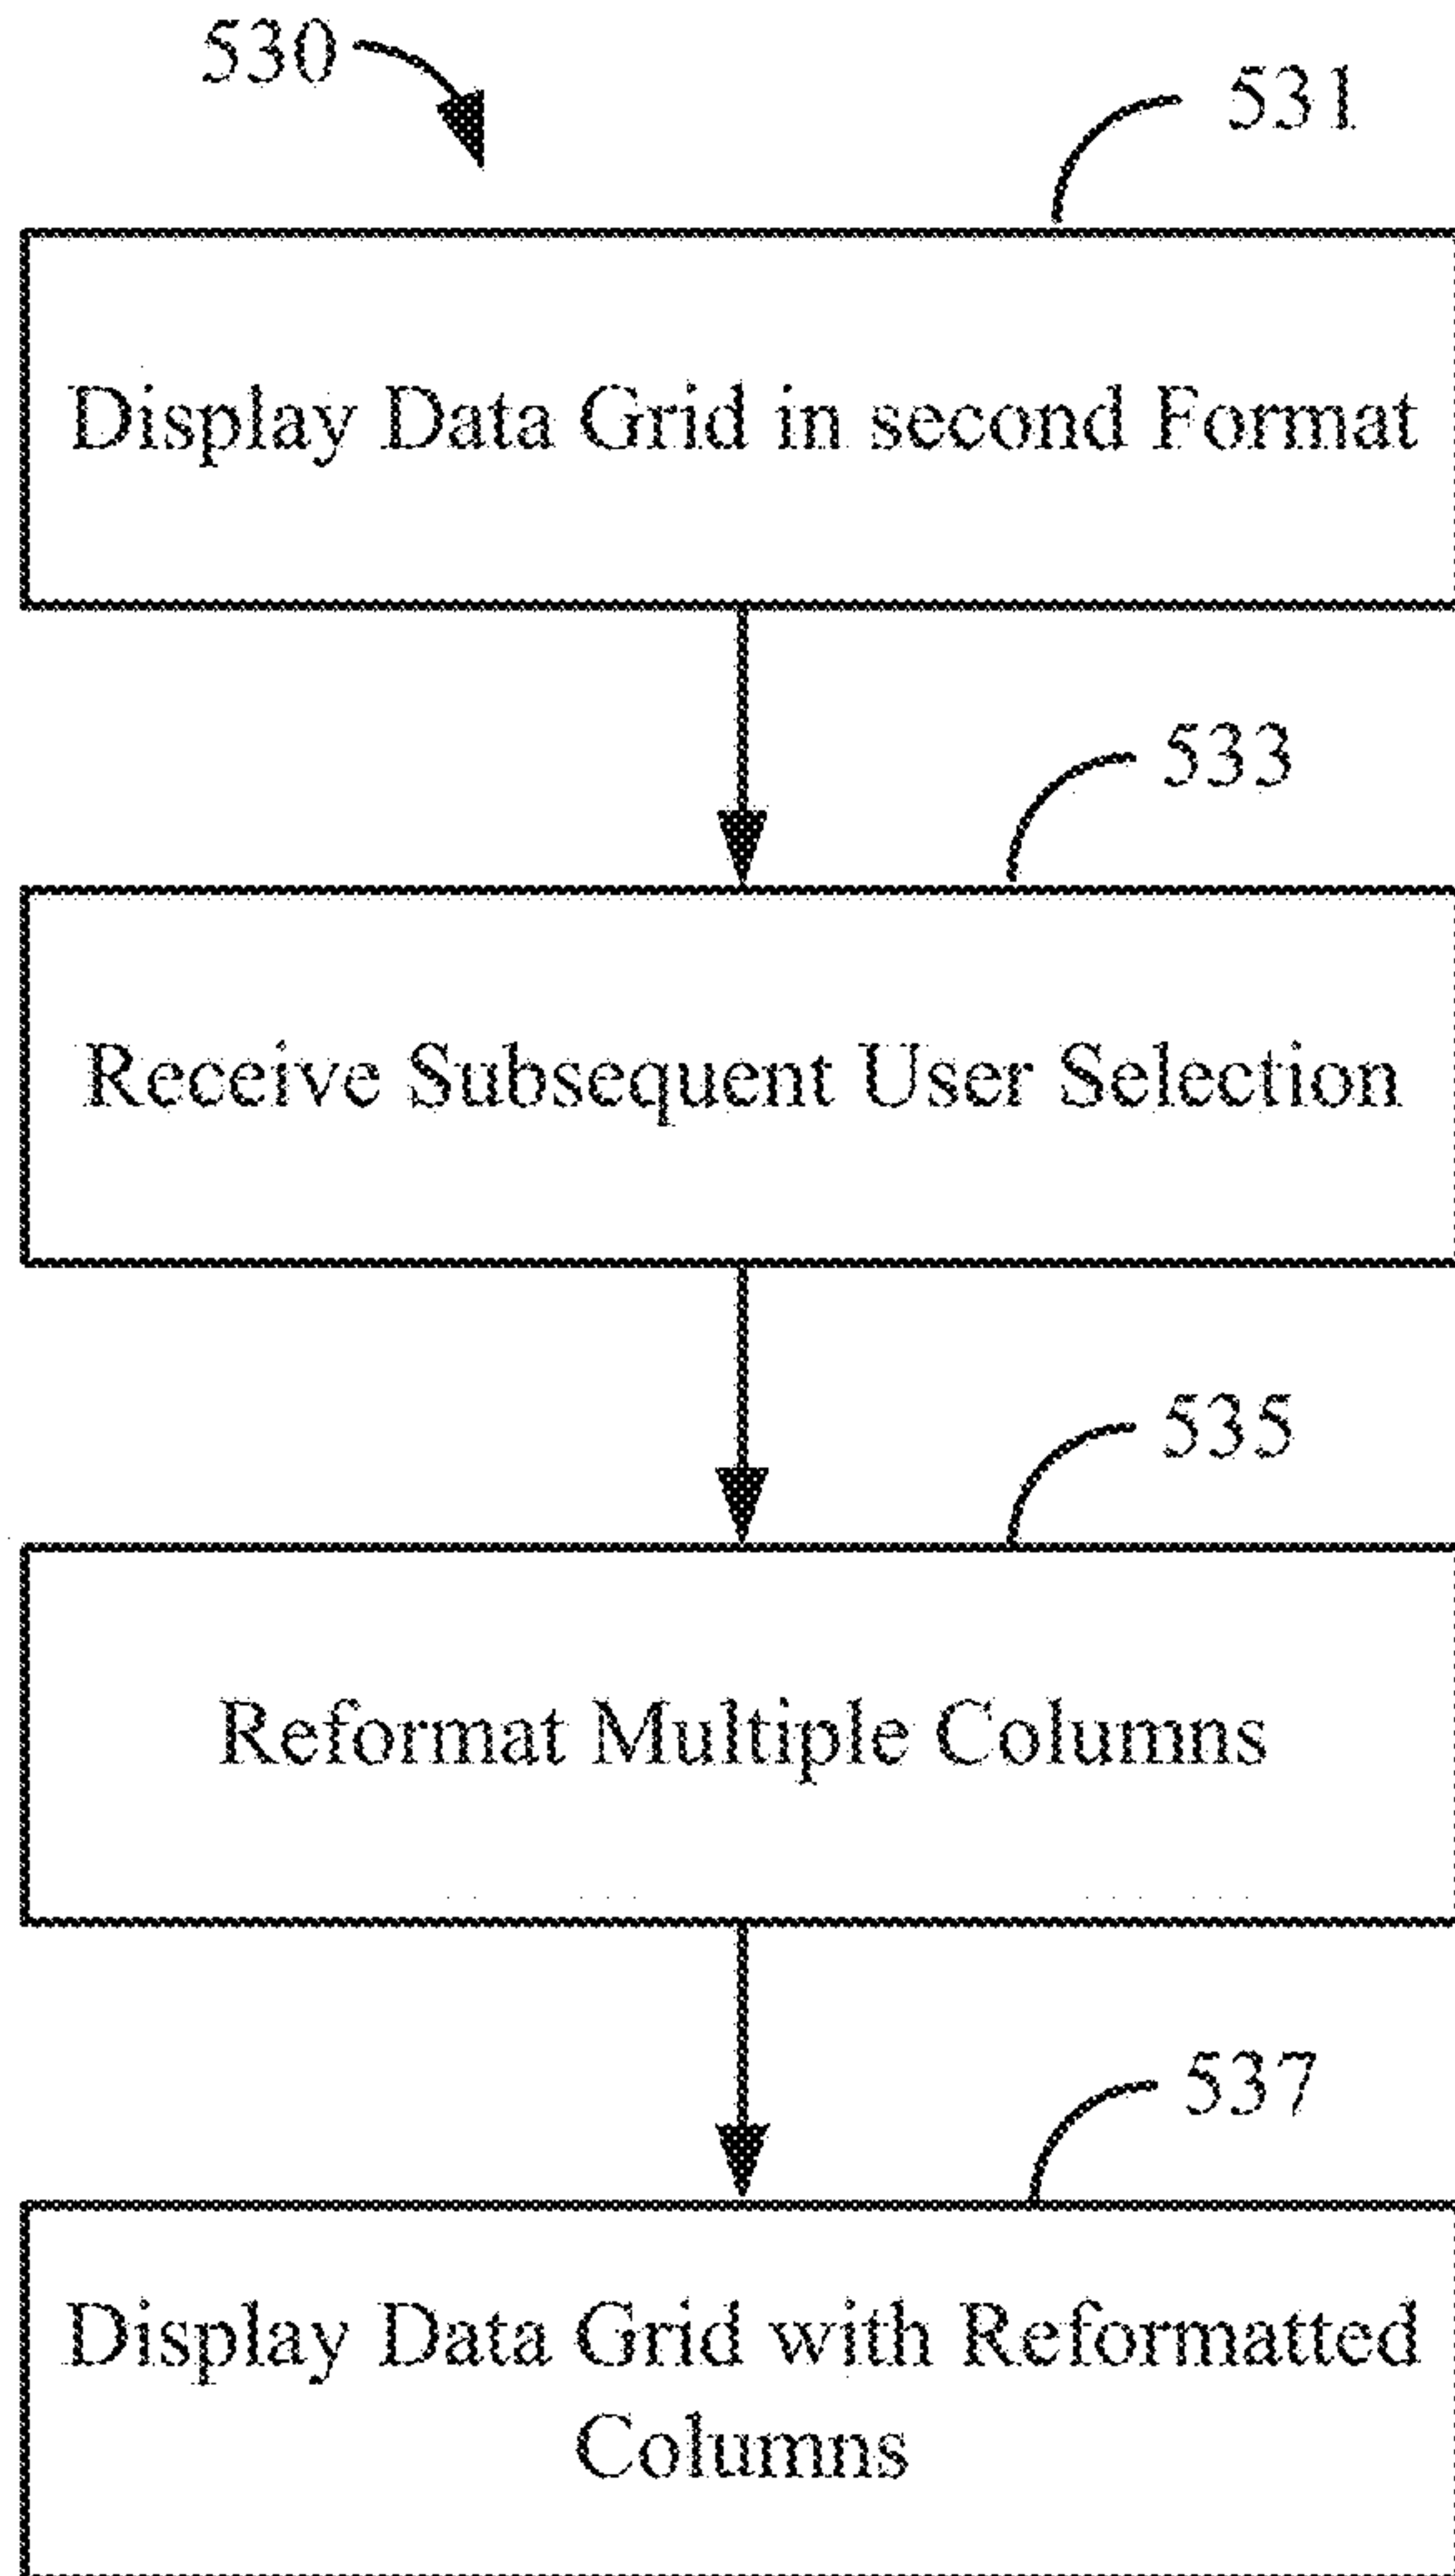 530
531
Display Data Grid in second Format
533
Receive Subsequent User Selection
535
Reformat Multiple Columns
537
Display Data Grid with Reformatted
Columns